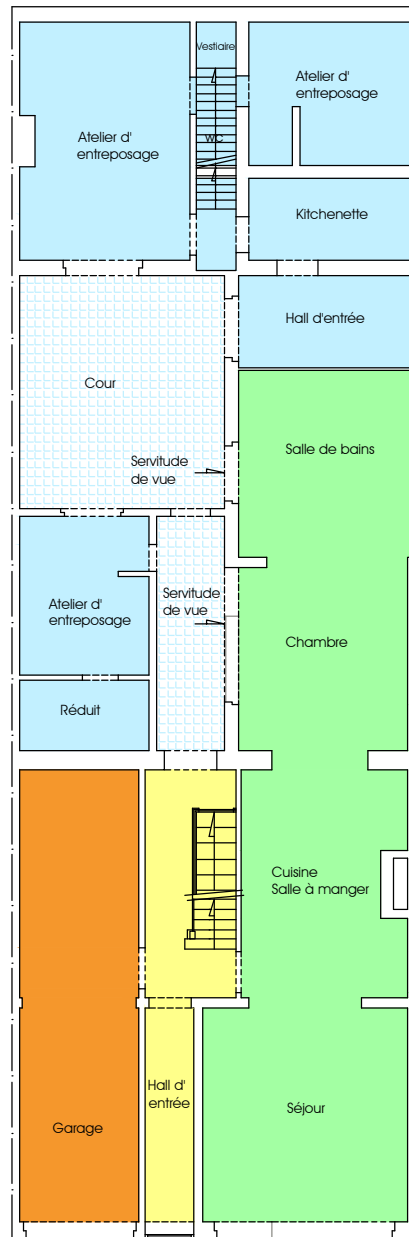 Vestiaire
Atelier d'
entreposage
Atelier d'
entreposage
WC
Kitchenette
Hall d'entrée
Cour
Salle de bains
Servitude
de vue
Atelier d'
entreposage
Servitude
de vue
Chambre
Réduit
Cuisine
Salle à manger
Hall d'
entrée
Garage
Séjour